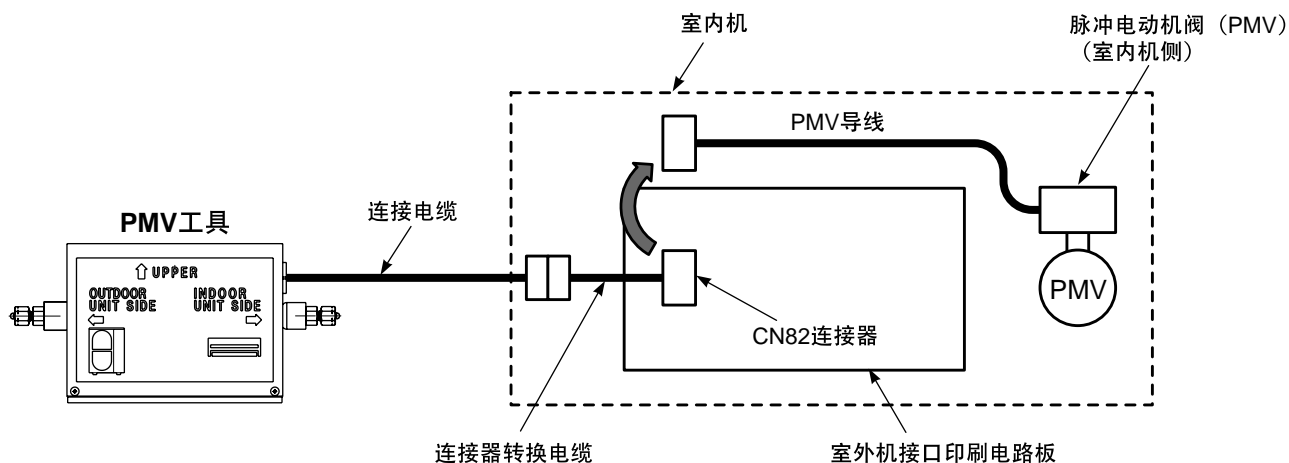 室内机
脉冲电动机阀（PMV）
（室内机侧）
PMV导线
连接电缆
PMV工具
UPPER
OUTDOOR
UNIT SIDE
INDOOR
UNIT SIDE
PMV
CN82连接器
连接器转换电缆
室外机接口印刷电路板